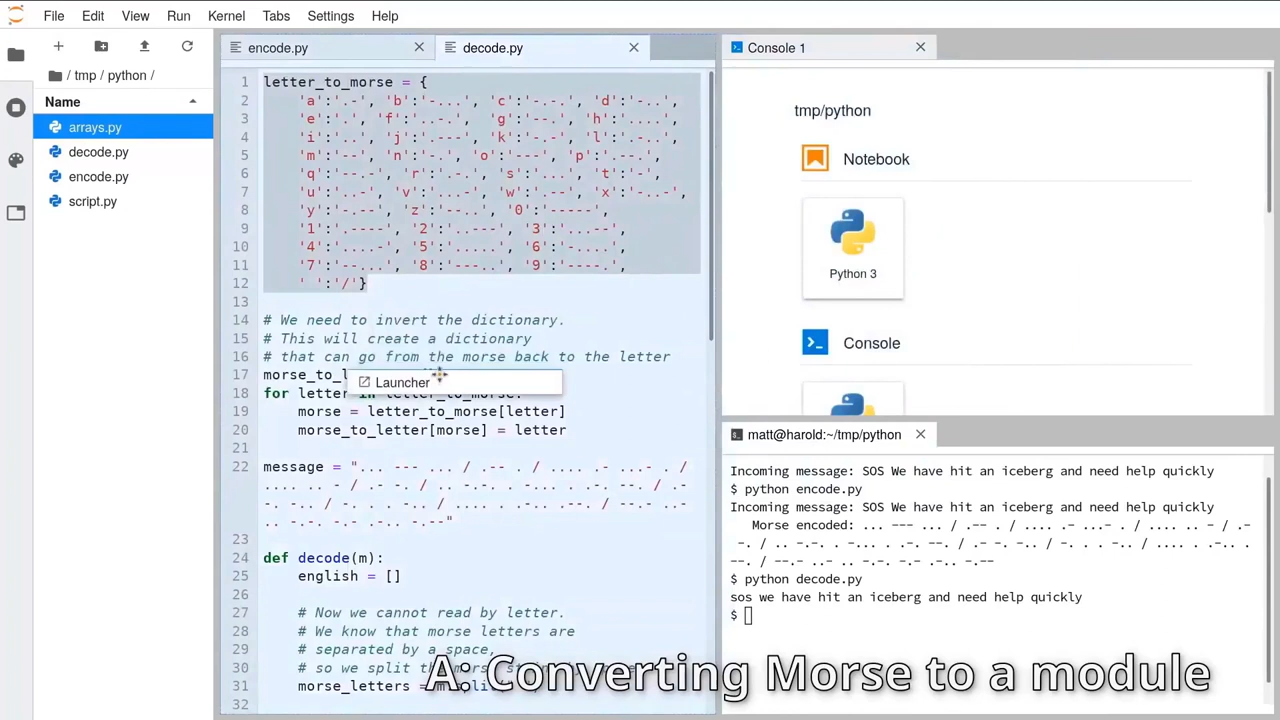 File Edit View Run Kernel Tabs Settings Help
/ tmp / python /
Name
arrays.py
decode.py
encode.py
script.py
encode.py
decode.py
1 letter_to_morse = {
2 'a':'.-', 'b':'-...', 'c':'-.-.', 'd':'-..',
3 'e':'.', 'f':'..-.', 'g':'--.', 'h':'....',
4 'i':'..', 'j':'.---', 'k':'-.-', 'l':'.-..',
5 'm':'--', 'n':'-.', 'o':'---', 'p':'.--.',
6 'q':'--.-', 'r':'.-.', 's':'...', 't':'-',
7 'u':'..-', 'v':'...-', 'w':'.--', 'x':'-..-',
8 'y':'-.--', 'z':'--..', '0':'-----',
9 '1':'.----', '2':'..---', '3':'...--',
10 '4':'....-', '5':'.....', '6':'-....',
11 '7':'--...', '8':'---..', '9':'----.',
12 ' ':'/'}
13
14 # We need to invert the dictionary.
15 # This will create a dictionary
16 # that can go from the morse back to the letter
17 morse_to_l
Launcher
18 for letter in letter_to_morse:
19 morse = letter_to_morse[letter]
20 morse_to_letter[morse] = letter
21
22 message = "... --- ... / .-- . / .... .- ...- . /
.... .. - / .- -. / .. -.-. . -... . .-. --. / .-
-. -.. / -. . . -.. / .... . .-.. .--. / --.- ..-
.. -.-. -.- .-.. -.--"
23
24 def decode(m):
25 english = []
26
27 # Now we cannot read by letter.
28 # We know that morse letters are
29 # separated by a space,
30 # so we split th
31 morse_letters =
32
Console 1
tmp/python
Notebook
Python 3
Console
matt@harold:~/tmp/python
Incoming message: SOS We have hit an iceberg and need help quickly
$ python encode.py
Incoming message: SOS We have hit an iceberg and need help quickly
Morse encoded: ... --- ... / .-- . / .... .- ...- . / .... .. - / .-
-. / .. -.-. . -... . .-. --. / .- -. -.. / -. . . -.. / .... . .-.. .
--. / --.- ..- .. -.-. -.- .-.. -.--
$ python decode.py
sos we have hit an iceberg and need help quickly
$
A: Converting Morse to a module